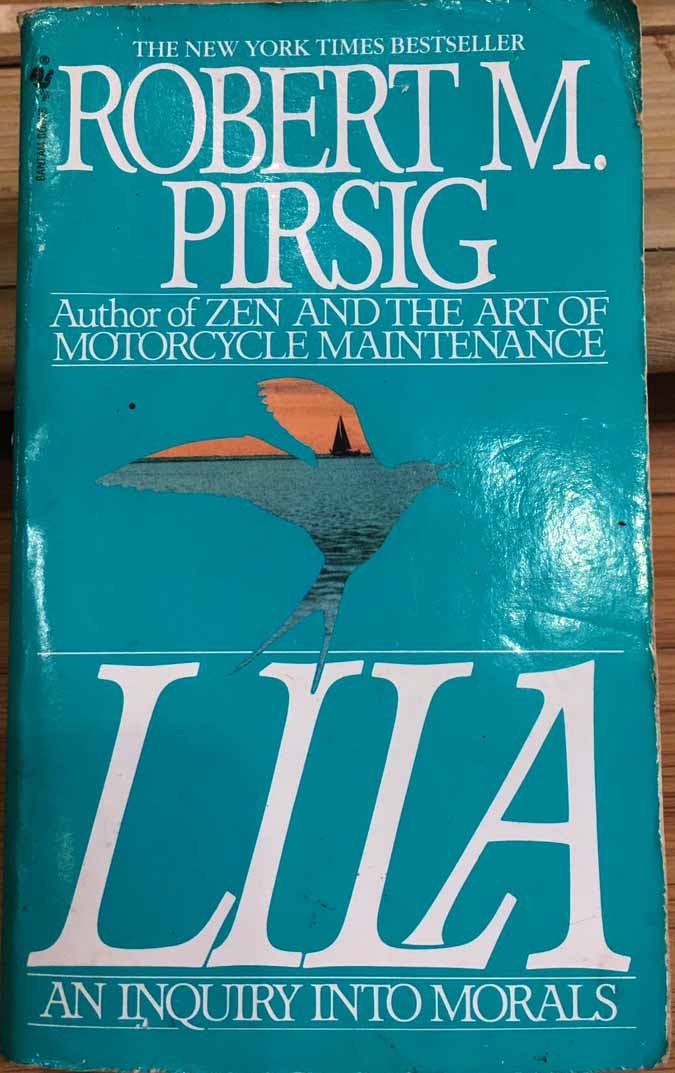 THE NEW YORK TIMES BESTSELLER
ROBERT M.
PIRSIG
Author of ZEN AND THE ART OF
MOTORCYCLE MAINTENANCE
LILA
AN INQUIRY INTO MORALS
BANTAM